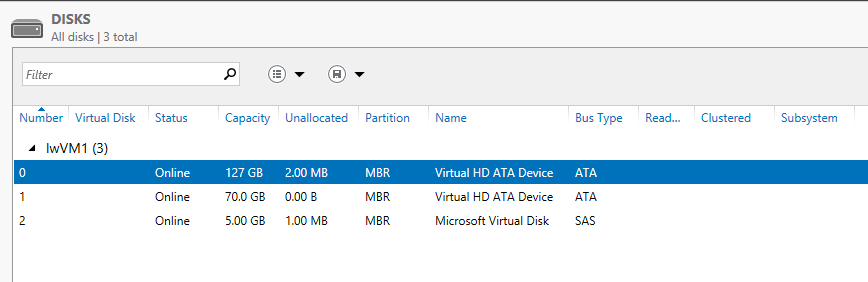 DISKS
All disks | 3 total
Filter
Number Virtual Disk Status Capacity Unallocated Partition Name Bus Type Read... Clustered Subsystem
lwVM1 (3)
0 Online 127 GB 2.00 MB MBR Virtual HD ATA Device ATA
1 Online 70.0 GB 0.00 B MBR Virtual HD ATA Device ATA
2 Online 5.00 GB 1.00 MB MBR Microsoft Virtual Disk SAS